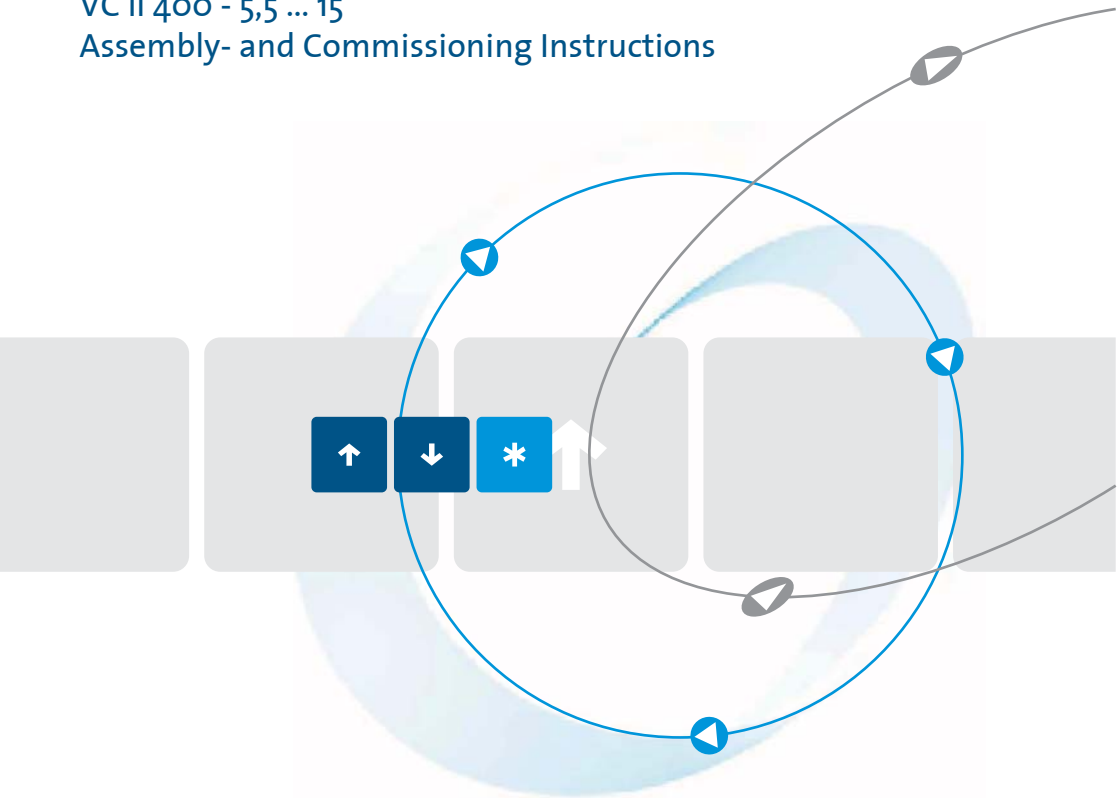 VC II 400 - 5,5 ... 15
Assembly- and Commissioning Instructions